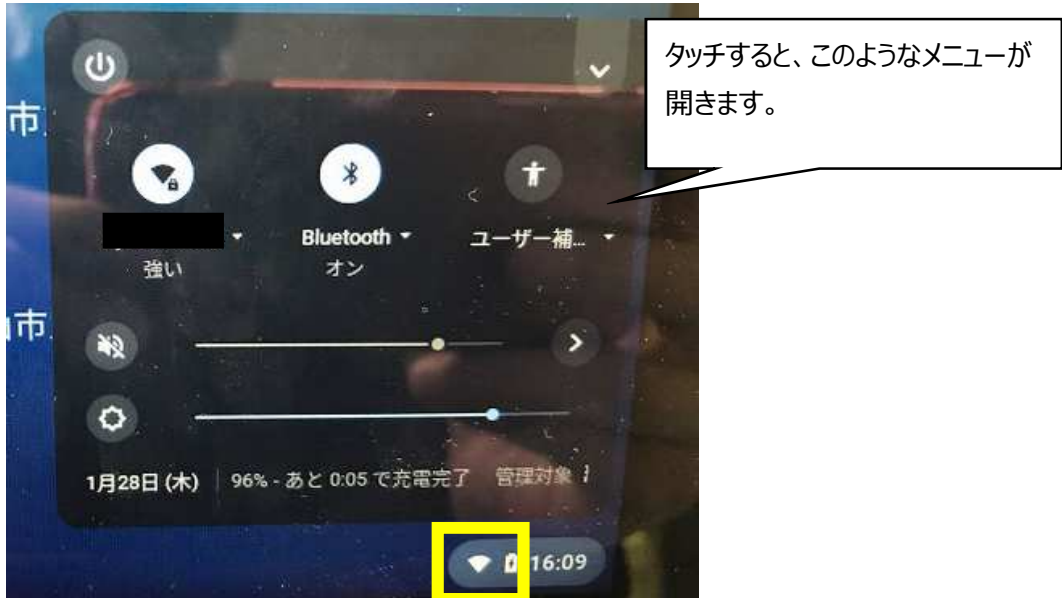 タッチすると、このようなメニューが
開きます。
市
Bluetooth
ユーザー補...
強い
オン
市
1月28日 (木)
96% - あと 0:05 で充電完了
管理対象
16:09